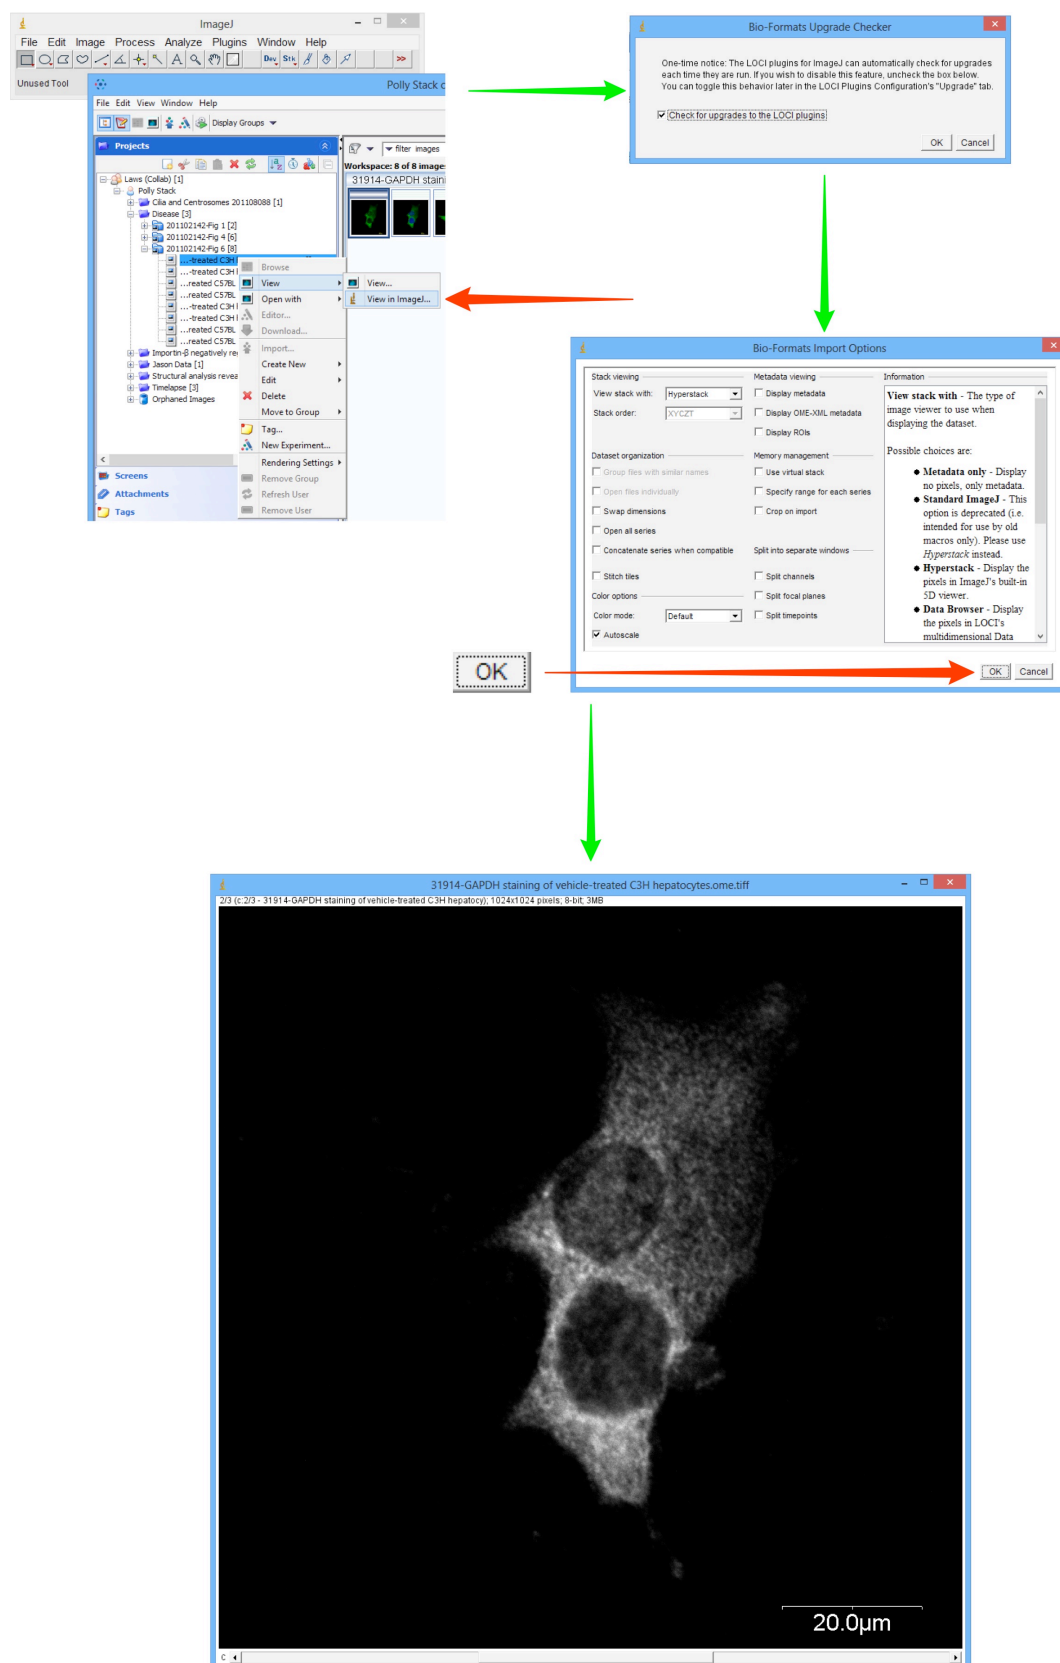 ImageJ
File Edit Image Process Analyze Plugins Window Help
Dev Stk >>
Unused Tool
Polly Stack
File Edit View Window Help
Display Groups
Projects
filter images
Workspace: 8 of 8 images
31914-GAPDH staini
Laws (Collab) [1]
Polly Stack
Cilia and Centrosomes 201108088 [1]
Disease [3]
201102142-Fig 1 [2]
201102142-Fig 4 [6]
201102142-Fig 6 [8]
...-treated C3H
...-treated C3H
...reated C57BL
...reated C57BL
...-treated C3H
...-treated C3H
...reated C57BL
...reated C57BL
Importin-β negatively re
Jason Data [1]
Structural analysis revea
Timelapse [3]
Orphaned Images
Screens
Attachments
Tags
Browse
View
Open with
Editor...
Download...
Import...
Create New
Edit
Delete
Move to Group
Tag...
New Experiment...
Rendering Settings
Remove Group
Refresh User
Remove User
View...
View in ImageJ...
Bio-Formats Upgrade Checker
One-time notice: The LOCI plugins for ImageJ can automatically check for upgrades
each time they are run. If you wish to disable this feature, uncheck the box below.
You can toggle this behavior later in the LOCI Plugins Configuration's "Upgrade" tab.
Check for upgrades to the LOCI plugins
OK Cancel
Bio-Formats Import Options
Stack viewing
View stack with: Hyperstack
Stack order: XYCZT
Dataset organization
Group files with similar names
Open files individually
Swap dimensions
Open all series
Concatenate series when compatible
Stitch tiles
Color options
Color mode: Default
Autoscale
Metadata viewing
Display metadata
Display OME-XML metadata
Display ROIs
Memory management
Use virtual stack
Specify range for each series
Crop on import
Split into separate windows
Split channels
Split focal planes
Split timepoints
Information
View stack with - The type of
image viewer to use when
displaying the dataset.
Possible choices are:
Metadata only - Display
no pixels, only metadata.
Standard ImageJ - This
option is deprecated (i.e.
intended for use by old
macros only). Please use
Hyperstack instead.
Hyperstack - Display the
pixels in ImageJ's built-in
5D viewer.
Data Browser - Display
the pixels in LOCI's
multidimensional Data
OK Cancel
OK
31914-GAPDH staining of vehicle-treated C3H hepatocytes.ome.tiff
2/3 (c:2/3 - 31914-GAPDH staining of vehicle-treated C3H hepatocy); 1024x1024 pixels; 8-bit; 3MB
20.0µm
c